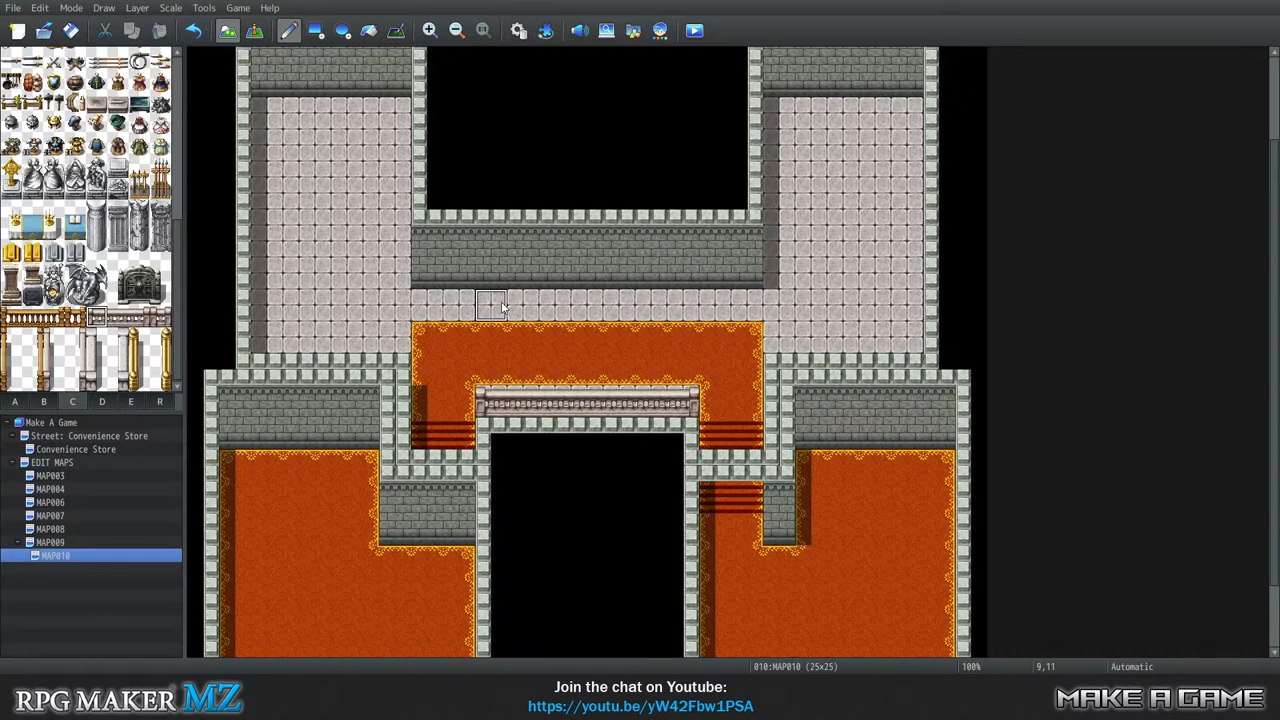 File Edit Mode Draw Layer Scale Tools Game Help
A B C D E R
Make A Game
Street: Convenience Store
Convenience Store
EDIT MAPS
MAP003
MAP004
MAP006
MAP007
MAP008
MAP009
MAP010
010:MAP010 (25x25) 100% 9,11 Automatic
RPG MAKER MZ
Join the chat on Youtube:
https://youtu.be/yW42Fbw1PSA
MAKE A GAME